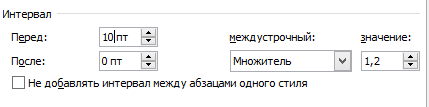 Интервал
Перед: 10 пт междустрочный: значение:
После: 0 пт Множитель 1,2
Не добавлять интервал между абзацами одного стиля